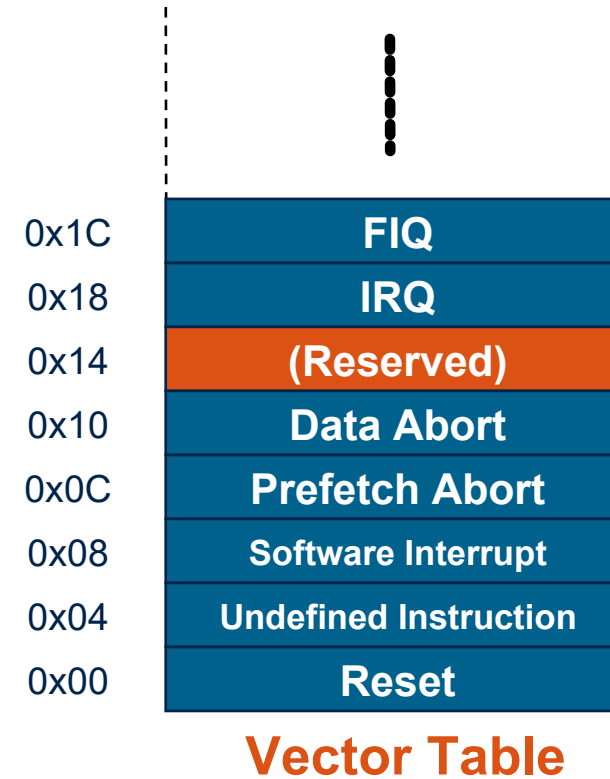 0x1C FIQ
0x18 IRQ
0x14 (Reserved)
0x10 Data Abort
0x0C Prefetch Abort
0x08 Software Interrupt
0x04 Undefined Instruction
0x00 Reset
Vector Table